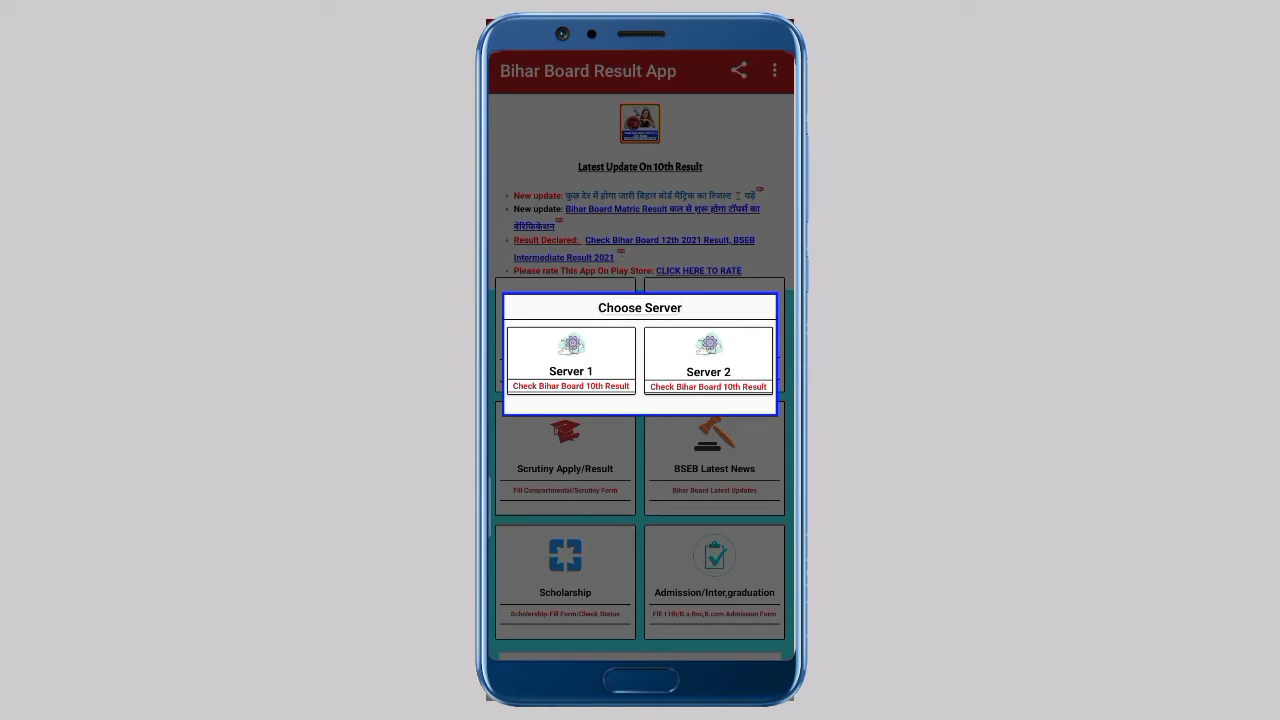 Bihar Board Result App
Latest Update On 10th Result
New update: कुछ देर में होगा जारी बिहार बोर्ड मैट्रिक का रिजल्ट ⏳ पढ़ें
New update: Bihar Board Matric Result कल से शुरू होगा टॉपर्स का
वेरिफिकेशन
Result Declared: Check Bihar Board 12th 2021 Result, BSEB
Intermediate Result 2021
Please rate This App On Play Store: CLICK HERE TO RATE
Choose Server
Server 1
Check Bihar Board 10th Result
Server 2
Check Bihar Board 10th Result
Scrutiny Apply/Result
Fill Compartmental/Scrutiny Form
BSEB Latest News
Bihar Board Latest Updates
Scholarship
Scholarship-Fill Form/Check Status
Admission/Inter,graduation
Fill 11th/B.a,Bsc,B.com Admission Form